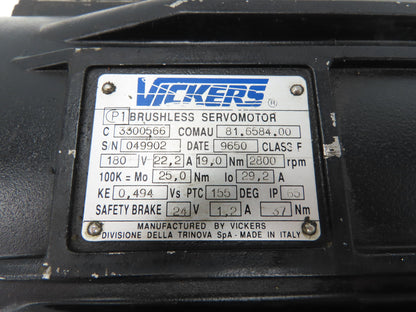 VICKERS ®
P1 BRUSHLESS SERVOMOTOR
C 3300566 COMAU 81.6584.00
S/N 049902 DATE 9650 CLASS F
180 V 22,2 A 19,0 Nm 2800 rpm
100K = Mo 25,0 Nm Io 29,2 A
KE 0,494 Vs PTC 155 DEG IP 65
SAFETY BRAKE 24 V 1,2 A 37 Nm
MANUFACTURED BY VICKERS
DIVISIONE DELLA TRINOVA SpA - MADE IN ITALY